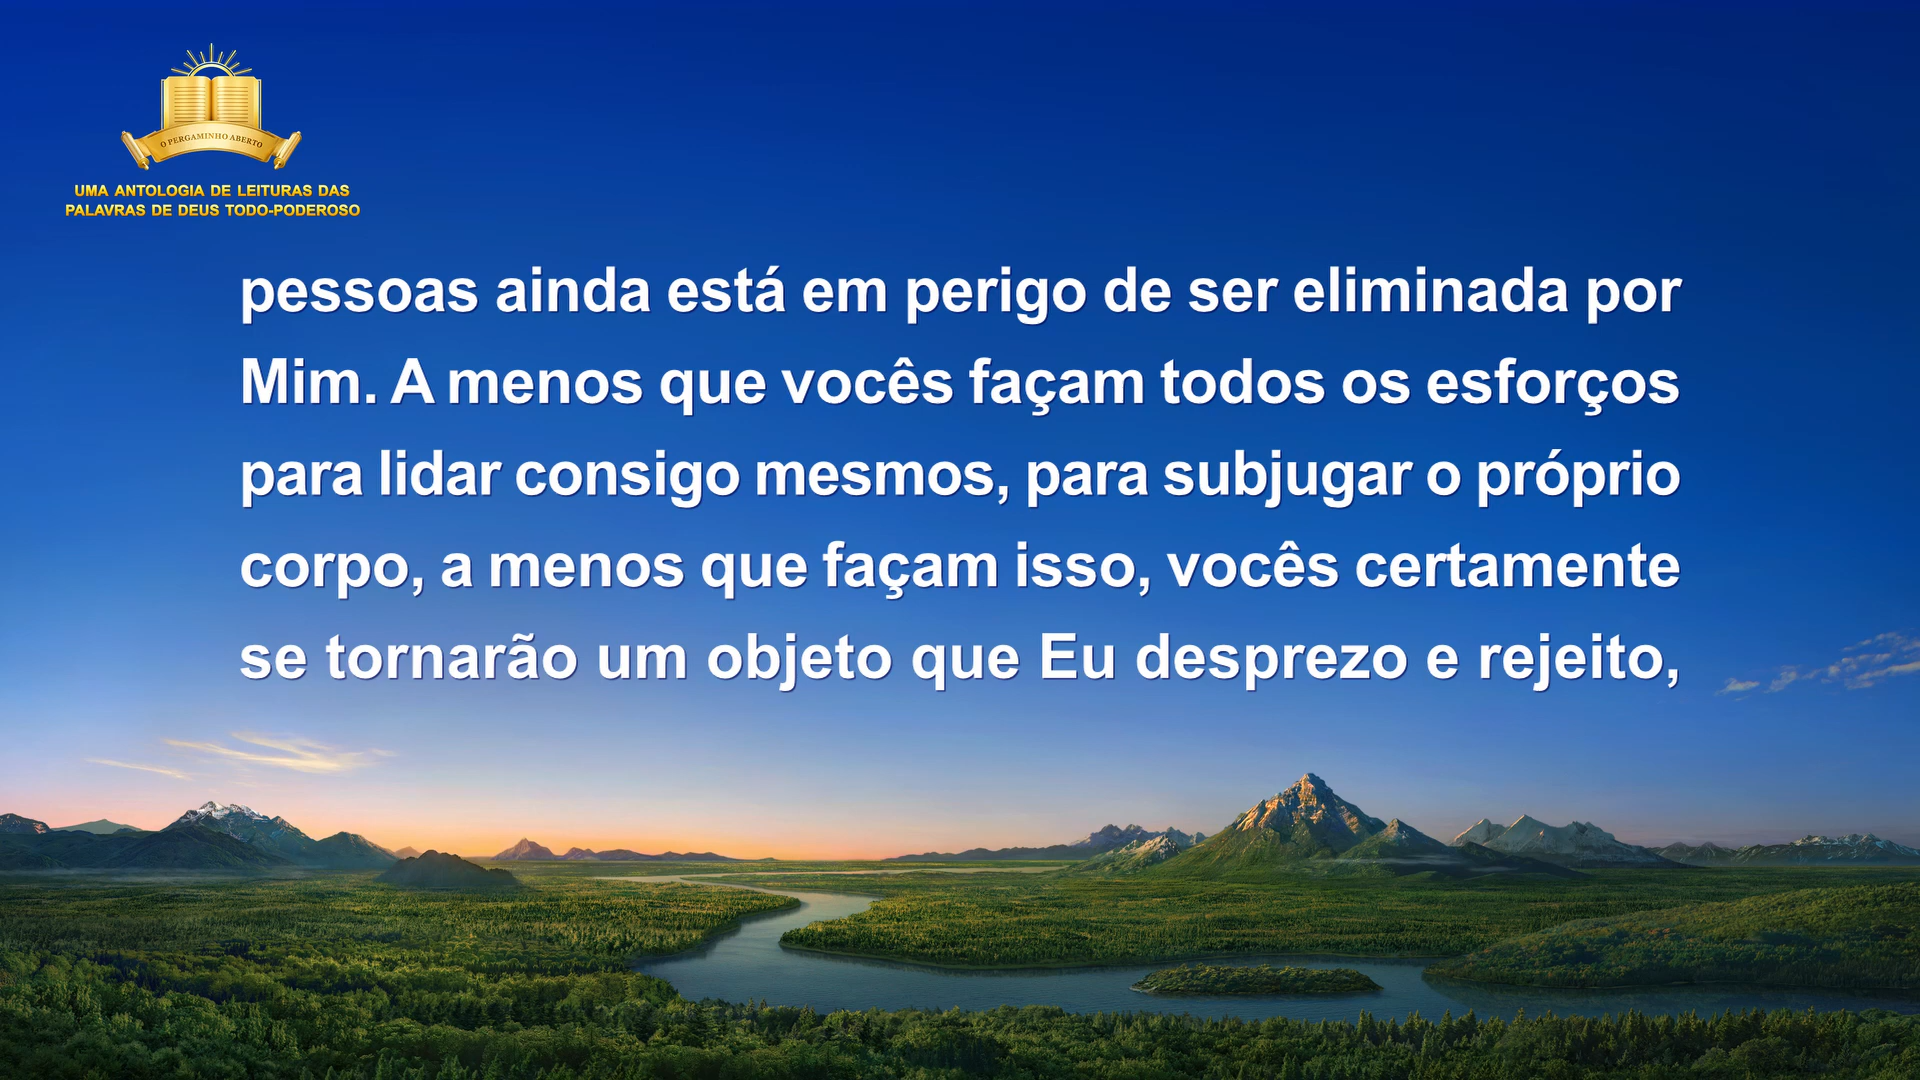 O PERGAMINHO ABERTO
UMA ANTOLOGIA DE LEITURAS DAS
PALAVRAS DE DEUS TODO-PODEROSO
pessoas ainda está em perigo de ser eliminada por
Mim. A menos que vocês façam todos os esforços
para lidar consigo mesmos, para subjugar o próprio
corpo, a menos que façam isso, vocês certamente
se tornarão um objeto que Eu desprezo e rejeito,